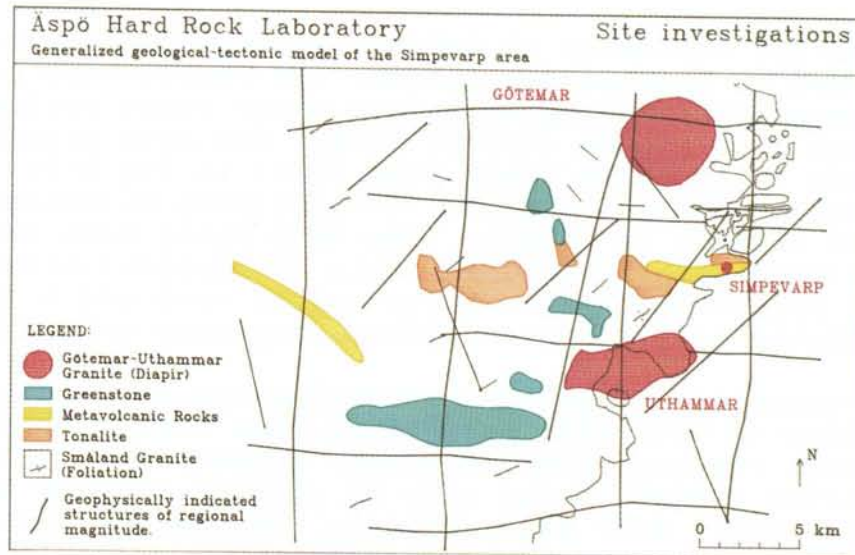 Äspö Hard Rock Laboratory
Site investigations
Generalized geological-tectonic model of the Simpevarp area
GÖTEMAR
SIMPEVARP
UTHAMMAR
LEGEND:
Götemar-Uthammar
Granite (Diapir)
Greenstone
Metavolcanic Rocks
Tonalite
Småland Granite
(Foliation)
Geophysically indicated
structures of regional
magnitude.
N
0 5 km